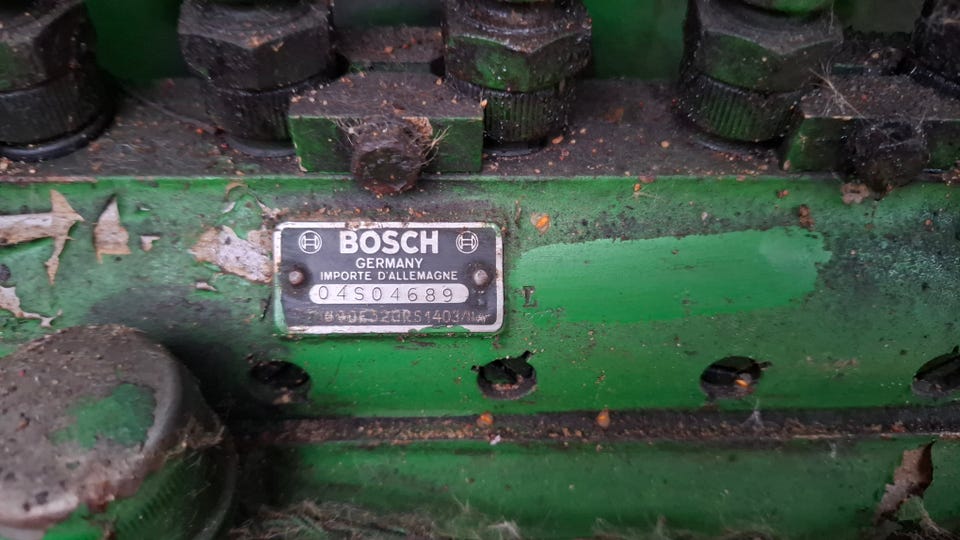 BOSCH
GERMANY
IMPORTE D'ALLEMAGNE
04S04689
L